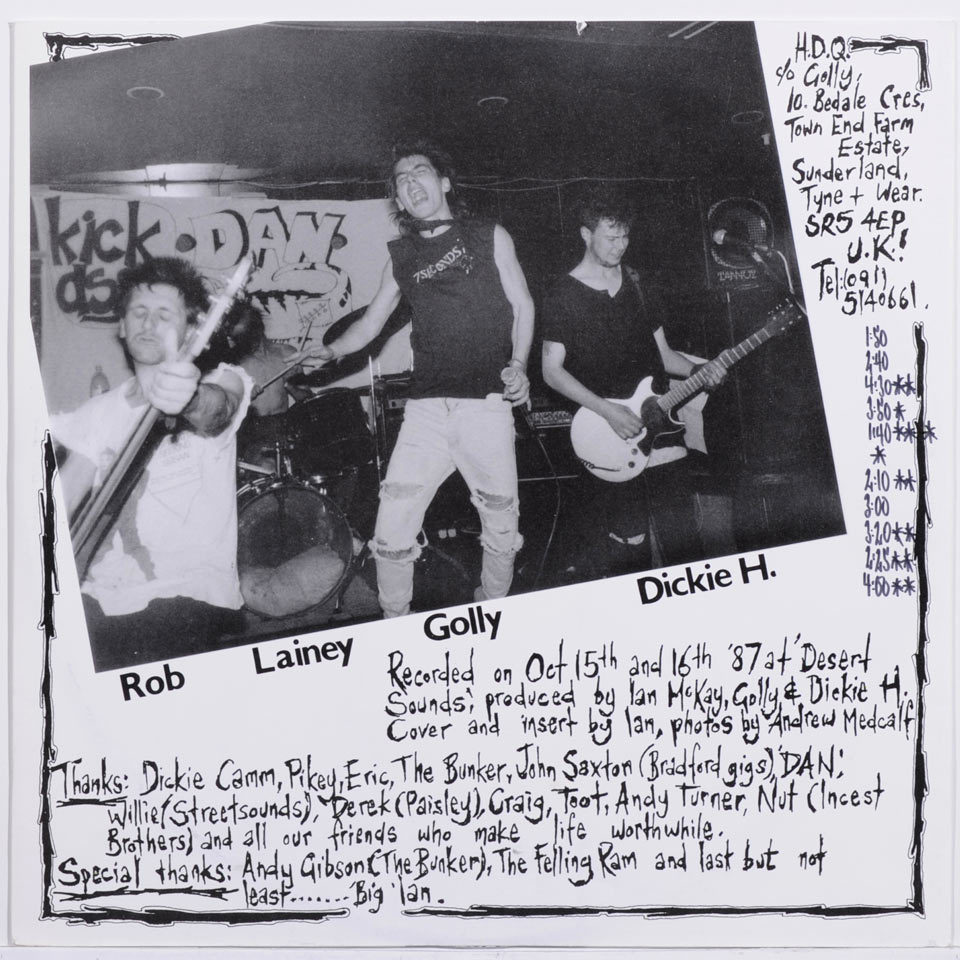 H.D.Q.
c/o Golly,
10. Bedale Cres,
Town End Farm
Estate,
Sunderland,
Tyne + Wear.
SR5 4EP
U.K.!
Tel:(091)
5140661.
kick
ds
.DAN.
7SECONDS!
TANNOY
1:50
2:40
4:30**
3:50*
1:40***
*
2:10**
3:00
3:20**
2:25**
4:00**
Rob
Lainey
Golly
Dickie H.
Recorded on Oct 15th and 16th '87 at 'Desert
Sounds', produced by Ian McKay, Golly & Dickie H.
Cover and insert by Ian, photos by Andrew Medcalf
Thanks: Dickie Camm, Pikey, Eric, The Bunker, John Saxton (Bradford gigs), 'DAN',
Willie (Streetsounds), Derek (Paisley), Craig, Toot, Andy Turner, Nut (Incest
Brothers) and all our friends who make life worthwhile.
Special thanks: Andy Gibson (The Bunker), The Felling Ram and last but not
least....... Big Ian.